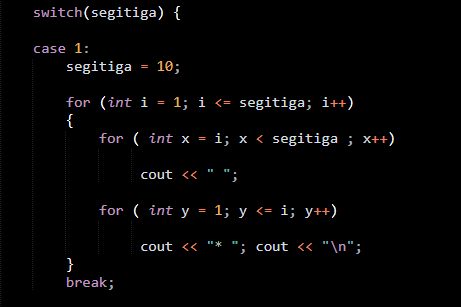 switch(segitiga) {
case 1:
segitiga = 10;
for (int i = 1; i <= segitiga; i++)
{
for ( int x = i; x < segitiga ; x++)
cout << " ";
for ( int y = 1; y <= i; y++)
cout << "* "; cout << "\n";
}
break;